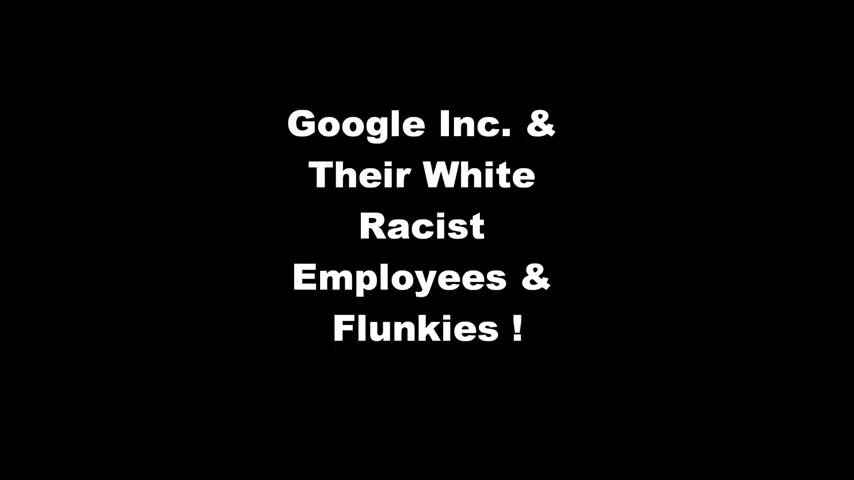 Google Inc. &
Their White
Racist
Employees &
Flunkies !